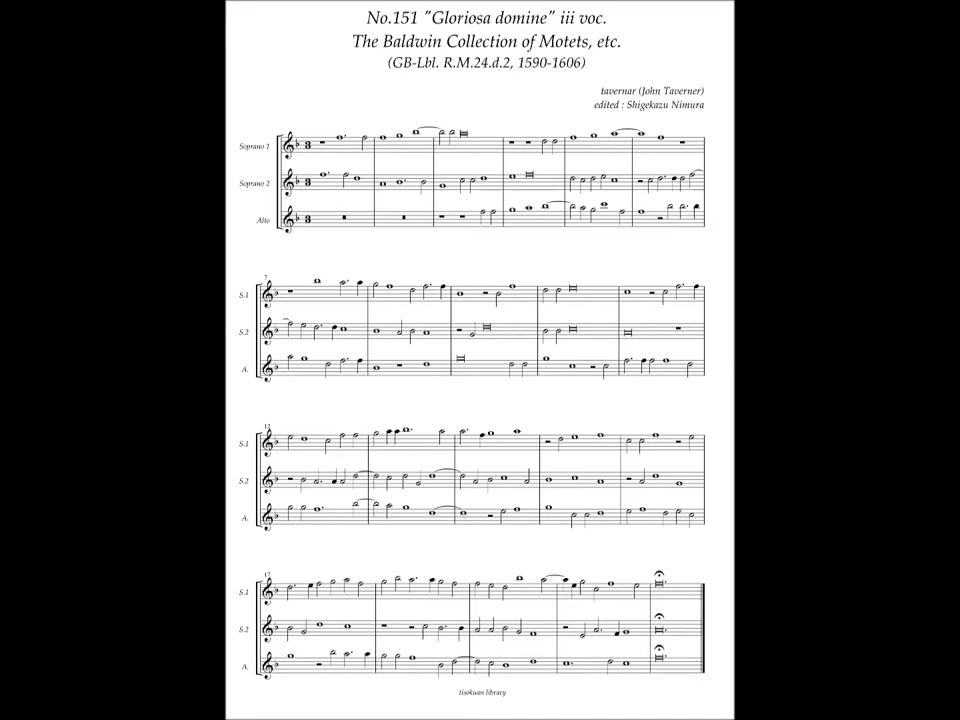 No.151 "Gloriosa domine" iii voc.
The Baldwin Collection of Motets, etc.
(GB-Lbl. R.M.24.d.2, 1590-1606)
tavernar (John Taverner)
edited : Shigekazu Nimura
Soprano 1
Soprano 2
Alto
7
S.1
S.2
A.
12
S.1
S.2
A.
17
S.1
S.2
A.
tisokuan library